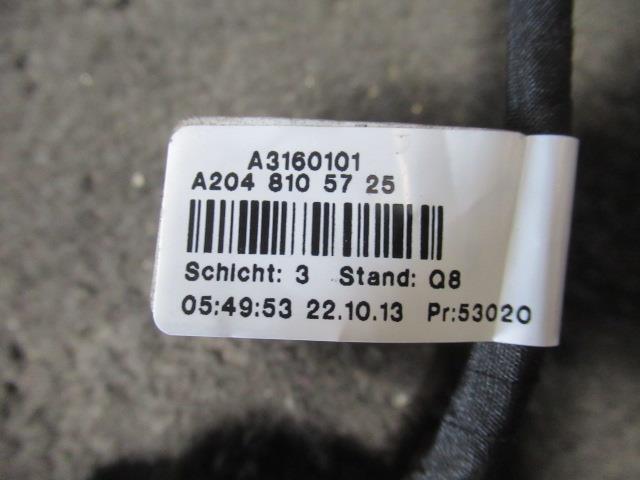 A3160101
A204 810 57 25
Schicht: 3 Stand: Q8
05:49:53 22.10.13 Pr:53020